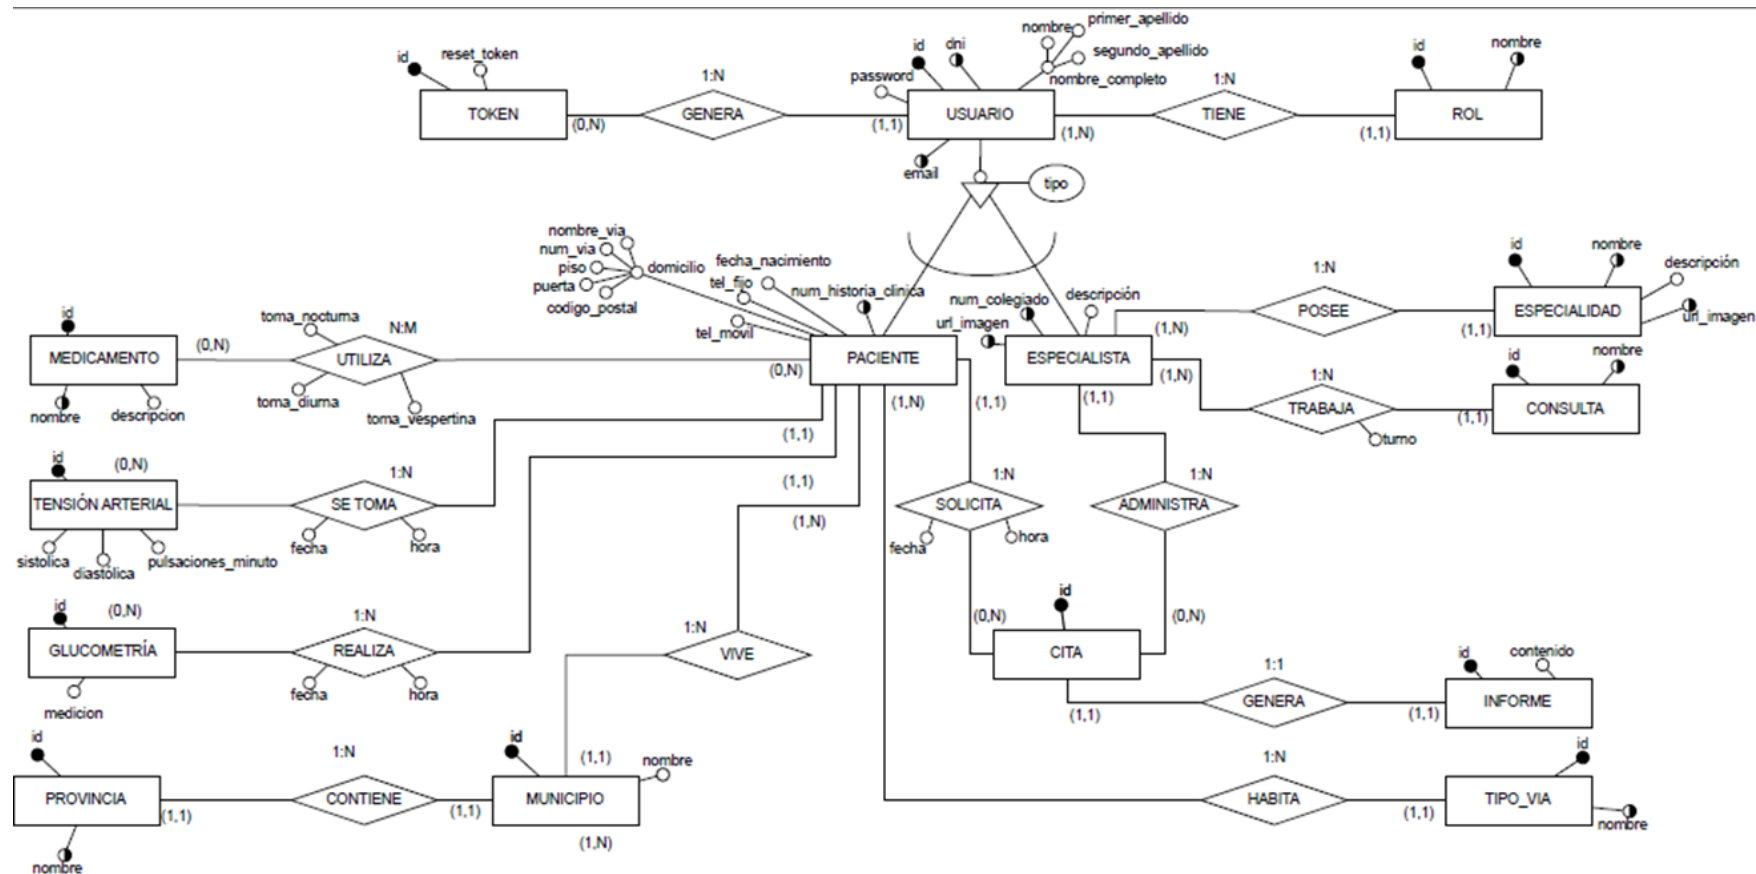 primer_apellido
nombre
segundo_apellido
nombre_completo
id
dni
password
id
reset_token
id
nombre
TOKEN
(0,N)
1:N
GENERA
(1,1)
USUARIO
(1,N)
1:N
TIENE
(1,1)
ROL
email
tipo
nombre_via
num_via
piso
puerta
codigo_postal
domicilio
fecha_nacimiento
tel_fijo
num_historia_clinica
tel_movil
num_colegiado
descripción
url_imagen
1:N
POSEE
(1,N)
(1,1)
id
nombre
descripción
url_imagen
ESPECIALIDAD
id
MEDICAMENTO
nombre
descripcion
(0,N)
toma_nocturna
N:M
UTILIZA
toma_diurna
toma_vespertina
(0,N)
PACIENTE
(1,N)
(1,1)
ESPECIALISTA
(1,1)
(1,N)
1:N
TRABAJA
turno
(1,1)
id
nombre
CONSULTA
id
(0,N)
TENSIÓN ARTERIAL
sistolica
diastólica
pulsaciones_minuto
1:N
SE TOMA
fecha
hora
(1,1)
(1,1)
(1,N)
1:N
SOLICITA
fecha
hora
1:N
ADMINISTRA
(0,N)
(0,N)
id
CITA
id
(0,N)
GLUCOMETRÍA
medicion
1:N
REALIZA
fecha
hora
1:N
VIVE
(1,1)
1:1
GENERA
(1,1)
id
contenido
INFORME
id
PROVINCIA
nombre
(1,1)
1:N
CONTIENE
(1,1)
id
(1,1)
nombre
MUNICIPIO
(1,N)
1:N
HABITA
(1,1)
id
TIPO_VIA
nombre